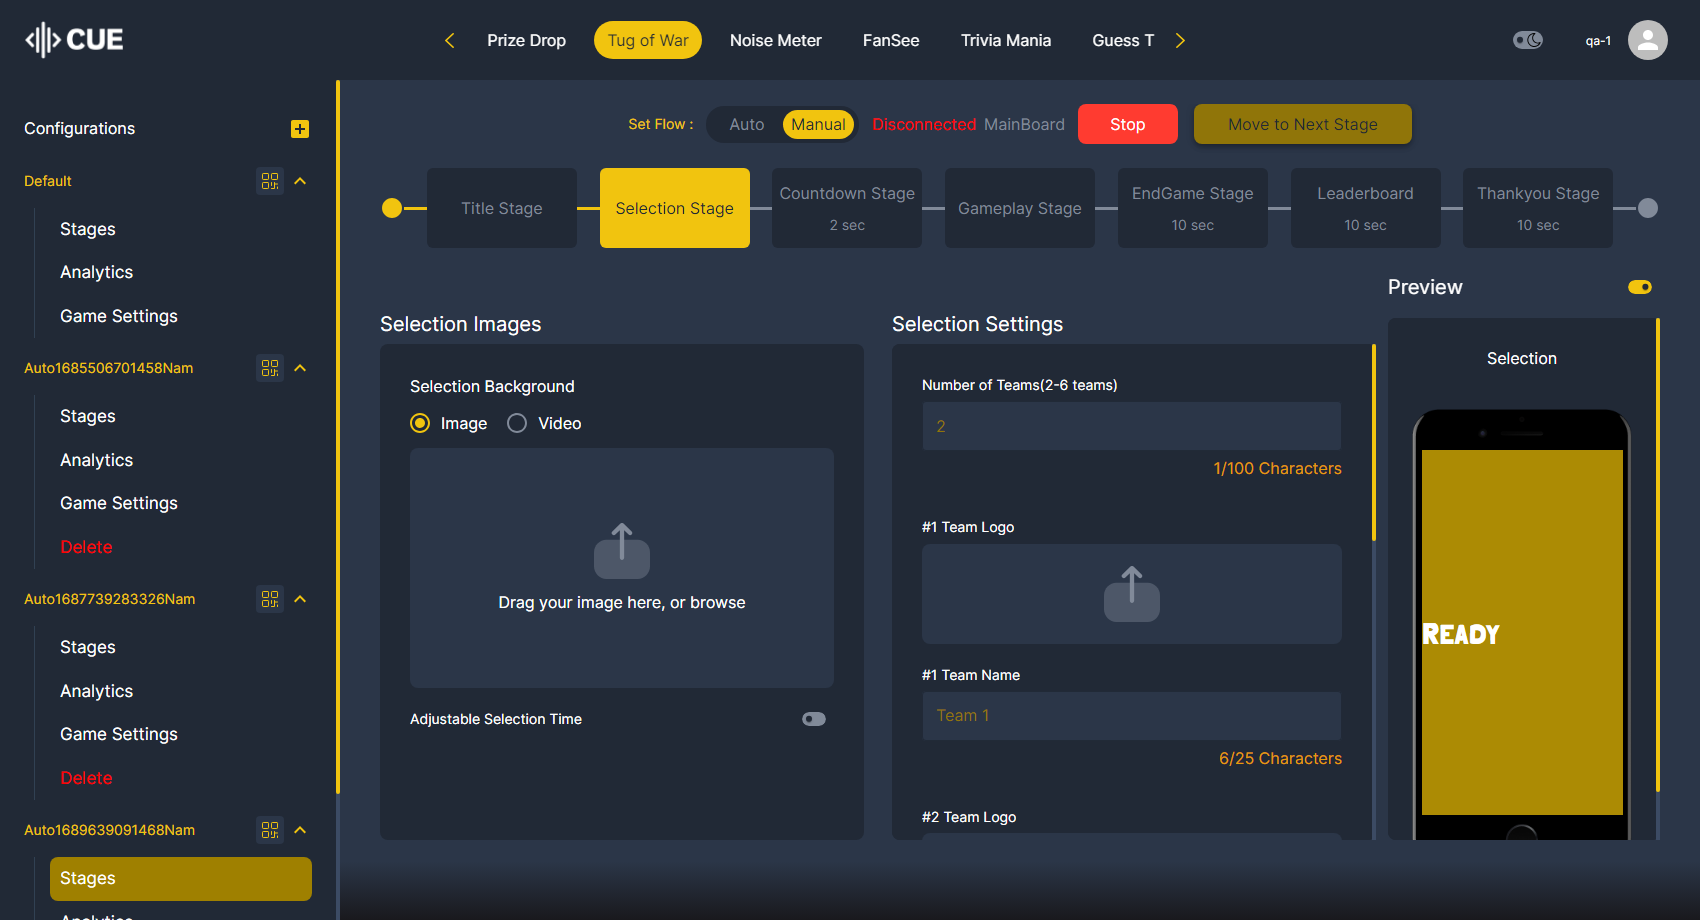 CUE
Prize Drop
Tug of War
Noise Meter
FanSee
Trivia Mania
Guess T
qa-1
Configurations
Default
Stages
Analytics
Game Settings
Auto1685506701458Nam
Stages
Analytics
Game Settings
Delete
Auto1687739283326Nam
Stages
Analytics
Game Settings
Delete
Auto1689639091468Nam
Stages
Analytics
Set Flow :
Auto
Manual
Disconnected MainBoard
Stop
Move to Next Stage
Title Stage
Selection Stage
Countdown Stage
2 sec
Gameplay Stage
EndGame Stage
10 sec
Leaderboard
10 sec
Thankyou Stage
10 sec
Selection Images
Selection Background
Image
Video
Drag your image here, or browse
Adjustable Selection Time
Selection Settings
Number of Teams(2-6 teams)
2
1/100 Characters
#1 Team Logo
#1 Team Name
Team 1
6/25 Characters
#2 Team Logo
Preview
Selection
READY